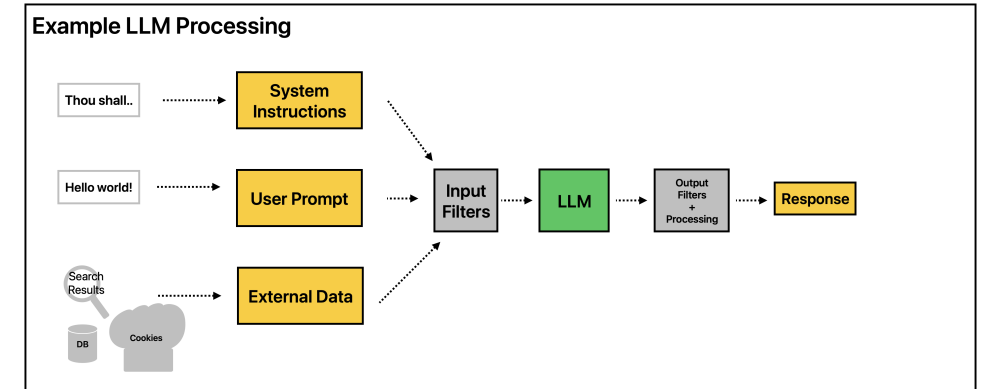 Example LLM Processing
Thou shall..
System
Instructions
Hello world!
User Prompt
Input
Filters
LLM
Output
Filters
+
Processing
Response
Search
Results
External Data
DB
Cookies